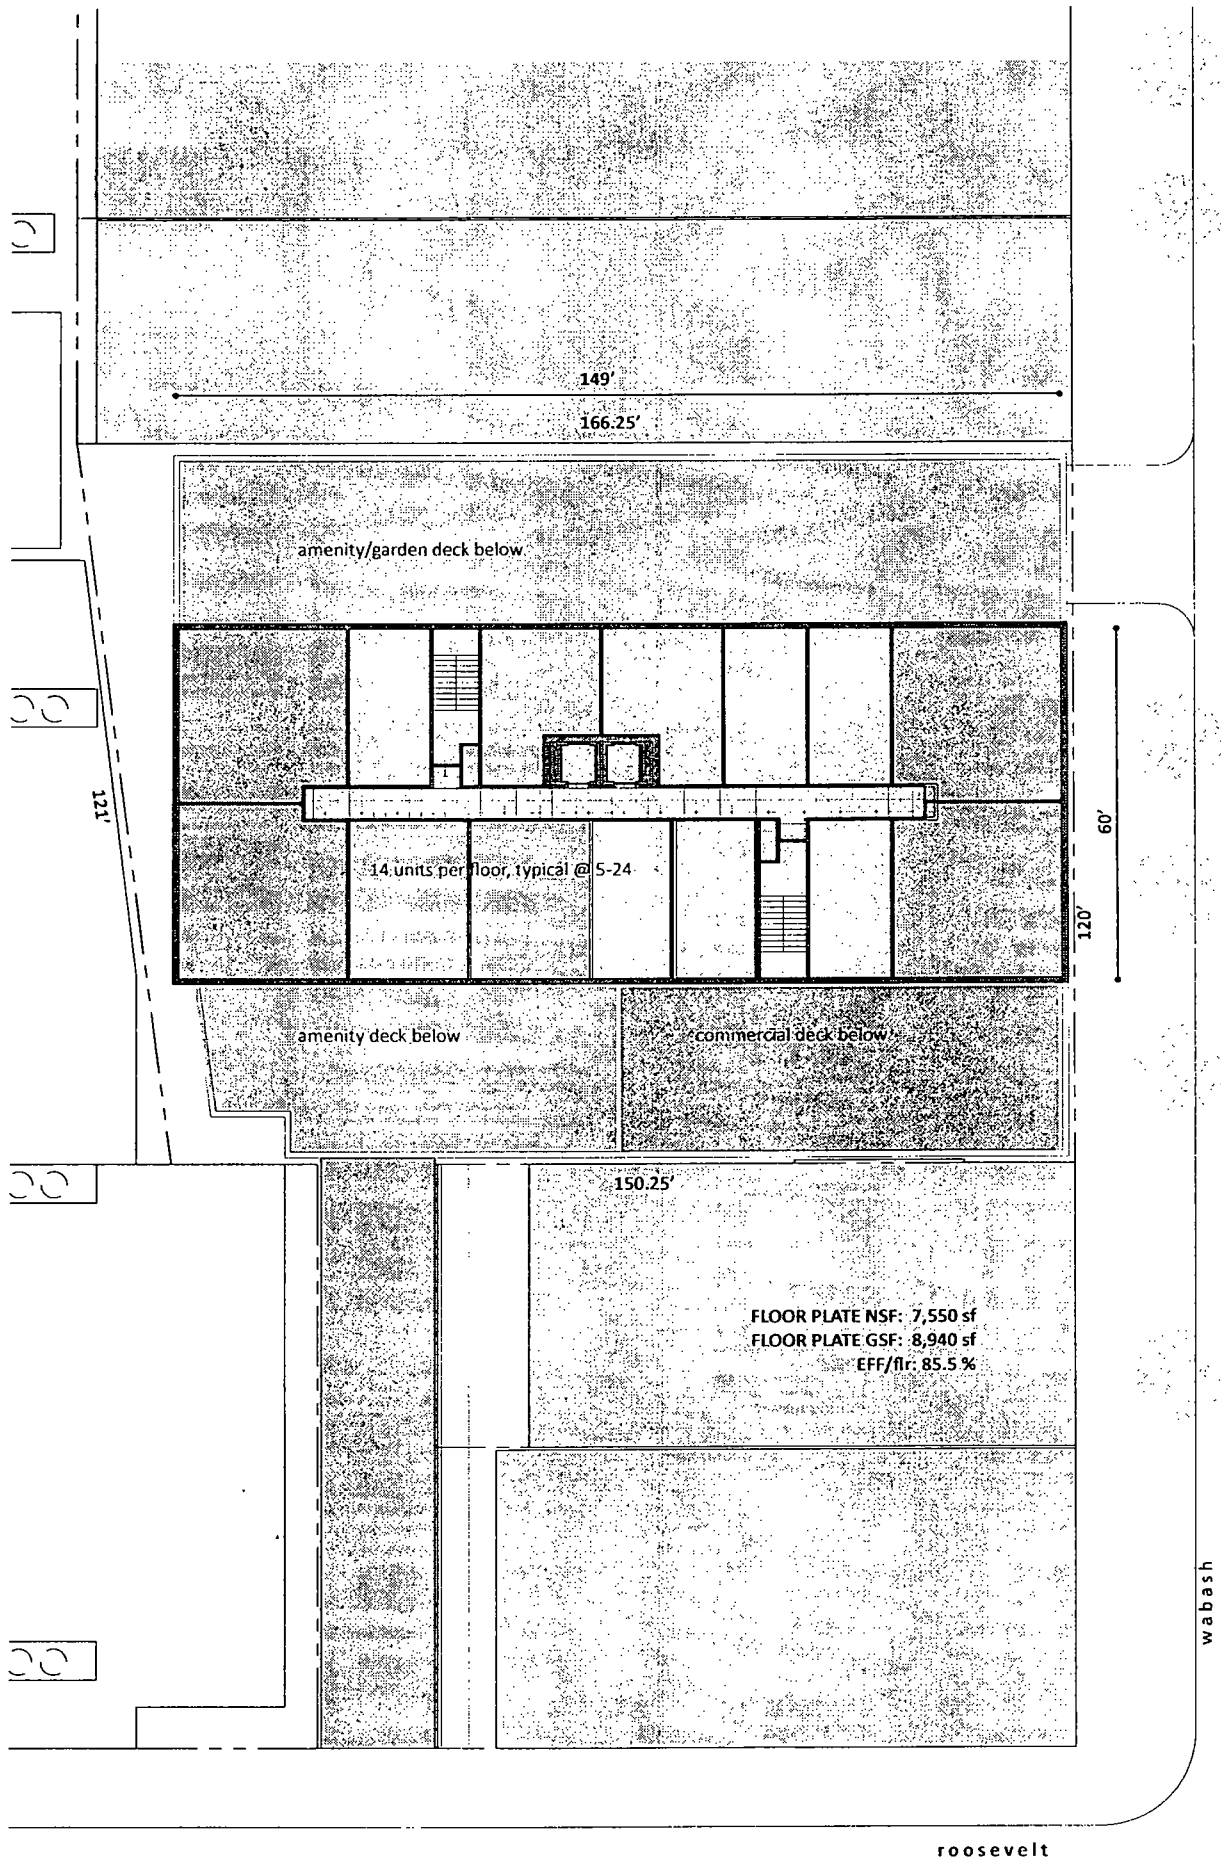 149'
166.25'
amenity/garden deck below
121'
60'
14 units per floor, typical @ 5-24
120'
amenity deck below
commercial deck below
150.25'
FLOOR PLATE NSF: 7,550 sf
FLOOR PLATE GSF: 8,940 sf
EFF/flr: 85.5 %
wabash
roosevelt